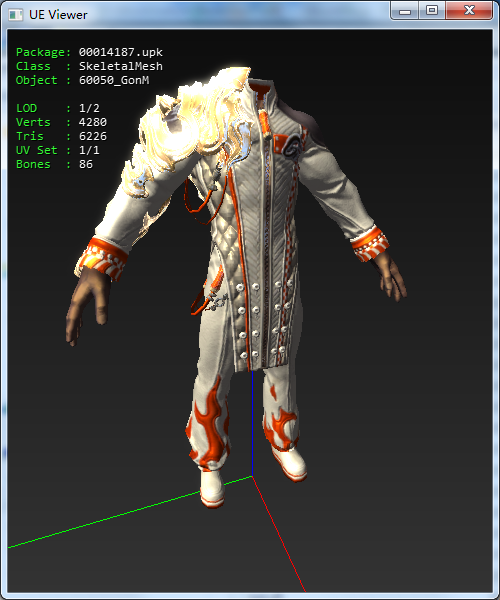 UE Viewer
Package: 00014187.upk
Class : SkeletalMesh
Object : 60050_GonM
LOD : 1/2
Verts : 4280
Tris : 6226
UV Set : 1/1
Bones : 86